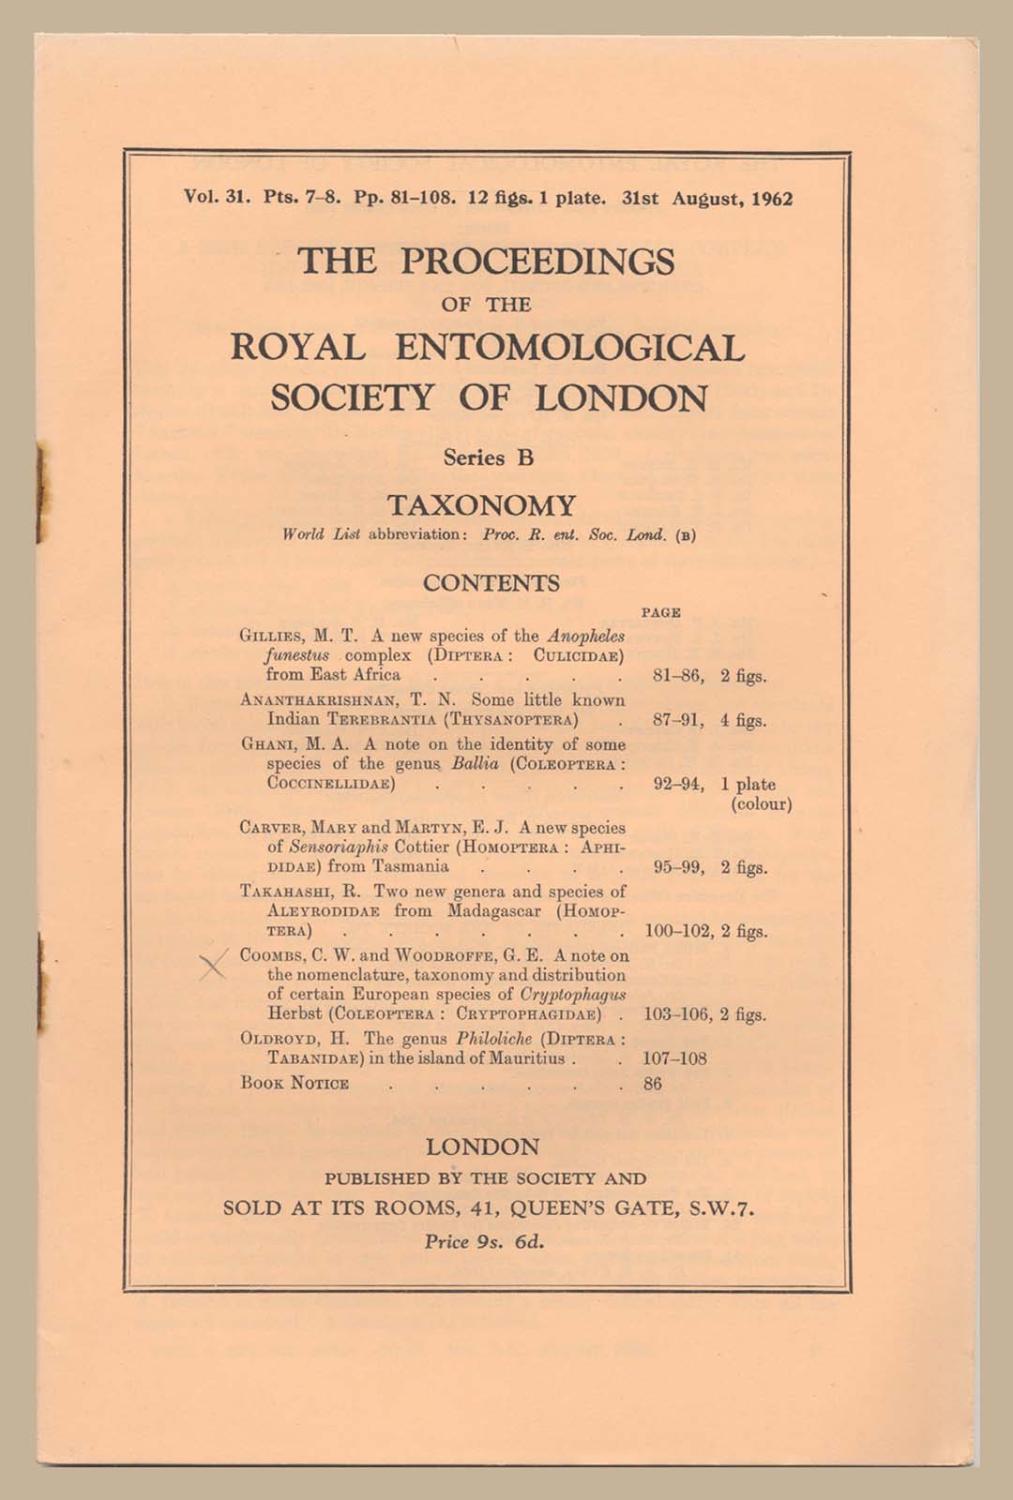 Vol. 31. Pts. 7–8. Pp. 81–108. 12 figs. 1 plate. 31st August, 1962
THE PROCEEDINGS
OF THE
ROYAL ENTOMOLOGICAL
SOCIETY OF LONDON
Series B
TAXONOMY
World List abbreviation: Proc. R. ent. Soc. Lond. (B)
CONTENTS
PAGE
GILLIES, M. T. A new species of the Anopheles
funestus complex (DIPTERA : CULICIDAE)
from East Africa . . . . . 81–86, 2 figs.
ANANTHAKRISHNAN, T. N. Some little known
Indian TEREBRANTIA (THYSANOPTERA) . 87–91, 4 figs.
GHANI, M. A. A note on the identity of some
species of the genus Ballia (COLEOPTERA :
COCCINELLIDAE) . . . . . 92–94, 1 plate
(colour)
CARVER, MARY and MARTYN, E. J. A new species
of Sensoriaphis Cottier (HOMOPTERA : APHI-
DIDAE) from Tasmania . . . . 95–99, 2 figs.
TAKAHASHI, R. Two new genera and species of
ALEYRODIDAE from Madagascar (HOMOP-
TERA) . . . . . . . 100–102, 2 figs.
COOMBS, C. W. and WOODROFFE, G. E. A note on
the nomenclature, taxonomy and distribution
of certain European species of Cryptophagus
Herbst (COLEOPTERA : CRYPTOPHAGIDAE) . 103–106, 2 figs.
OLDROYD, H. The genus Philoliche (DIPTERA :
TABANIDAE) in the island of Mauritius . . 107–108
BOOK NOTICE . . . . . . 86
LONDON
PUBLISHED BY THE SOCIETY AND
SOLD AT ITS ROOMS, 41, QUEEN'S GATE, S.W.7.
Price 9s. 6d.